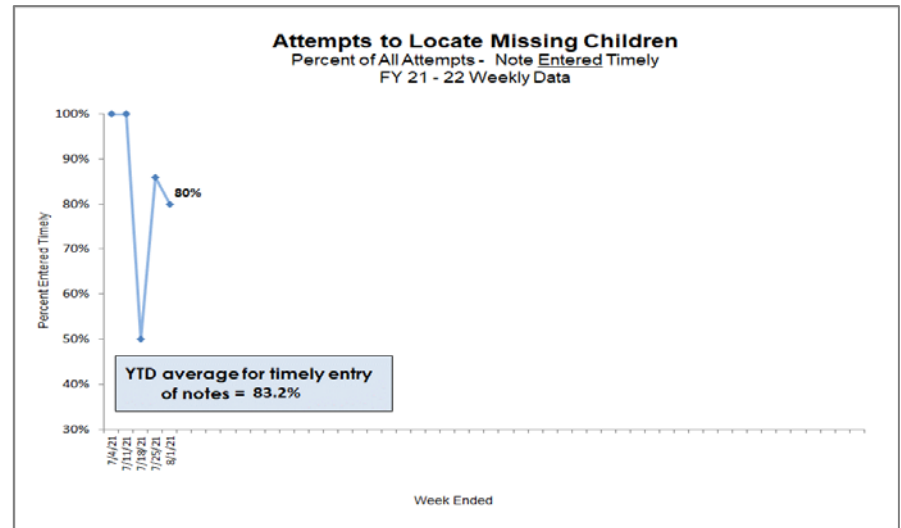 Attempts to Locate Missing Children
Percent of All Attempts - Note Entered Timely
FY 21 - 22 Weekly Data
100%
90%
80%
70%
60%
50%
40%
30%
Percent Entered Timely
80%
YTD average for timely entry
of notes = 83.2%
7/4/21
7/11/21
7/18/21
7/25/21
8/1/21
Week Ended